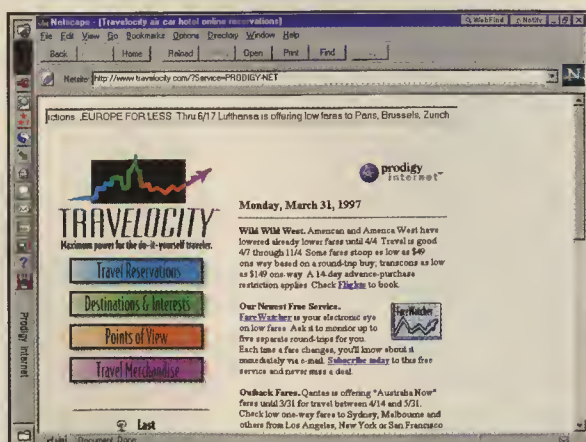 Netscape - [Travelocity air car hotel online reservations]
WebFind Notify
File Edit View Go Bookmarks Options Directory Window Help
Back Home Reload Open Print Find
Netsite: http://www.travelocity.com/?Service=PRODIGY-NET
ictions ,EUROPE FOR LESS Thru 6/17 Lufthansa is offering low fares to Paris, Brussels, Zurich
prodigy
internet
TRAVELOCITY
Maximum power for the do-it-yourself traveler.
Travel Reservations
Destinations & Interests
Points of View
Travel Merchandise
Last
Monday, March 31, 1997
Wild Wild West. American and America West have
lowered already lower fares until 4/4 Travel is good
4/7 through 11/4 Some fares stoop as low as $49
one way based on a round-trip buy; transcons as low
as $149 one-way. A 14-day advance-purchase
restriction applies. Check Flights to book.
Our Newest Free Service.
FareWatcher is your electronic eye
on low fares. Ask it to monitor up to
five separate round-trips for you.
Each time a fare changes, you'll know about it
immediately via e-mail. Subscribe today to this free
service and never miss a deal.
FareWatcher
Outback Fares. Qantas is offering "Australia Now"
fares until 3/31 for travel between 4/14 and 5/31.
Check low one-way fares to Sydney, Melbourne and
others from Los Angeles, New York or San Francisco
Prodigy Internet
Document: Done
N